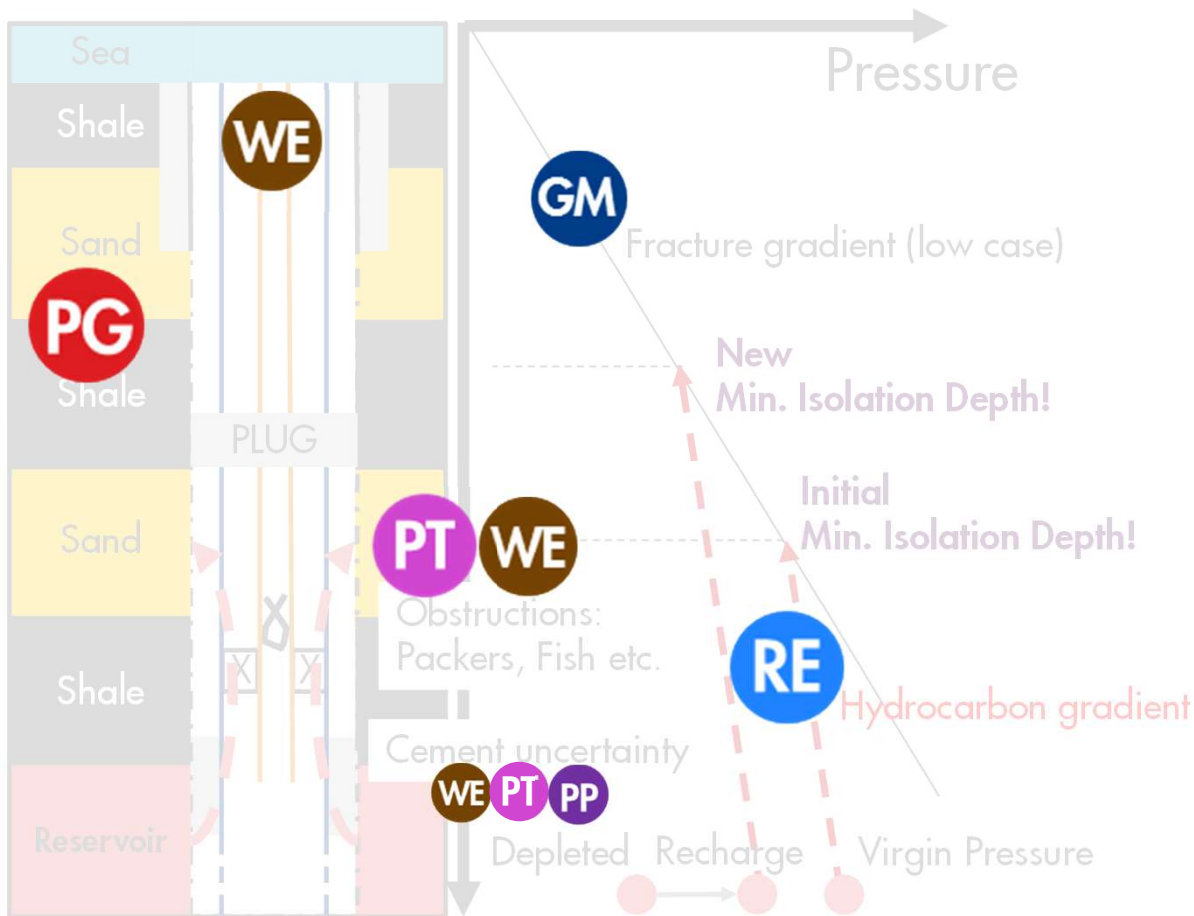 Sea
Pressure
Shale
WE
GM
Sand
Fracture gradient (low case)
PG
Shale
New
Min. Isolation Depth!
PLUG
Initial
Min. Isolation Depth!
Sand
PT
WE
Obstructions:
Packers, Fish etc.
X
X
RE
Shale
Hydrocarbon gradient
Cement uncertainty
WE
PT
PP
Reservoir
Depleted
Recharge
Virgin Pressure